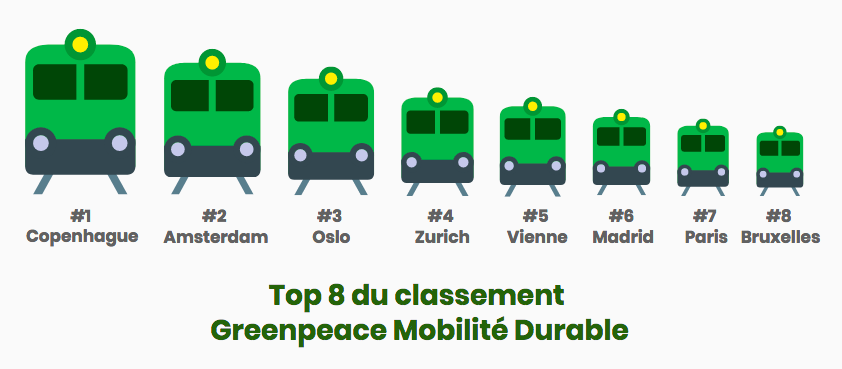 #1 #2 #3 #4 #5 #6 #7 #8
Copenhague Amsterdam Oslo Zurich Vienne Madrid Paris Bruxelles
Top 8 du classement
Greenpeace Mobilité Durable